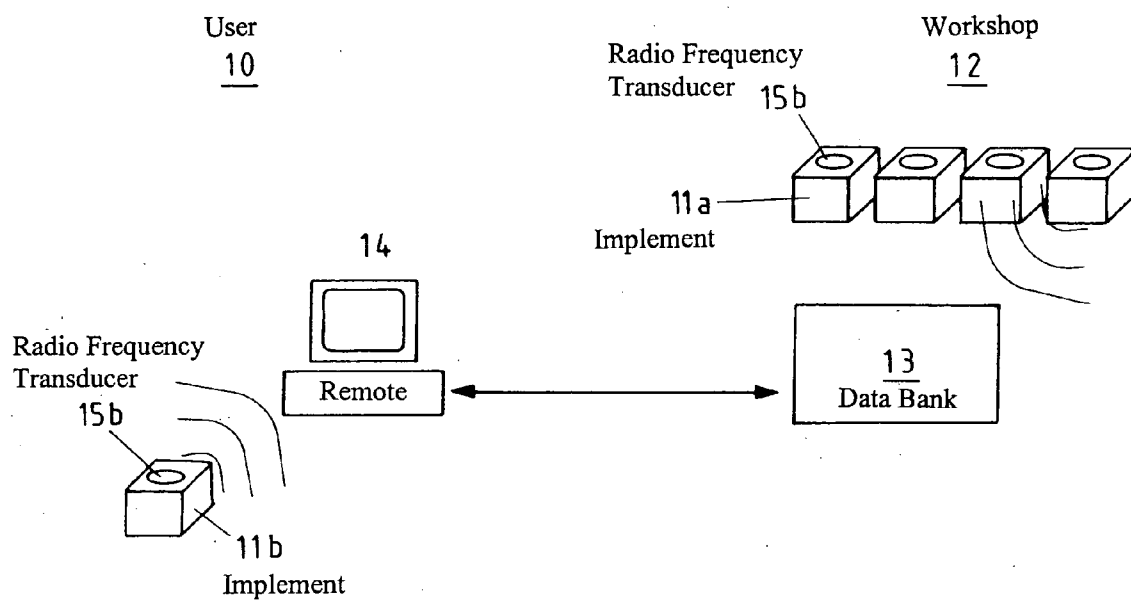 User
10
Workshop
12
Radio Frequency
Transducer 15b
11a
Implement
14
Remote
13
Data Bank
Radio Frequency
Transducer
15b
11b
Implement